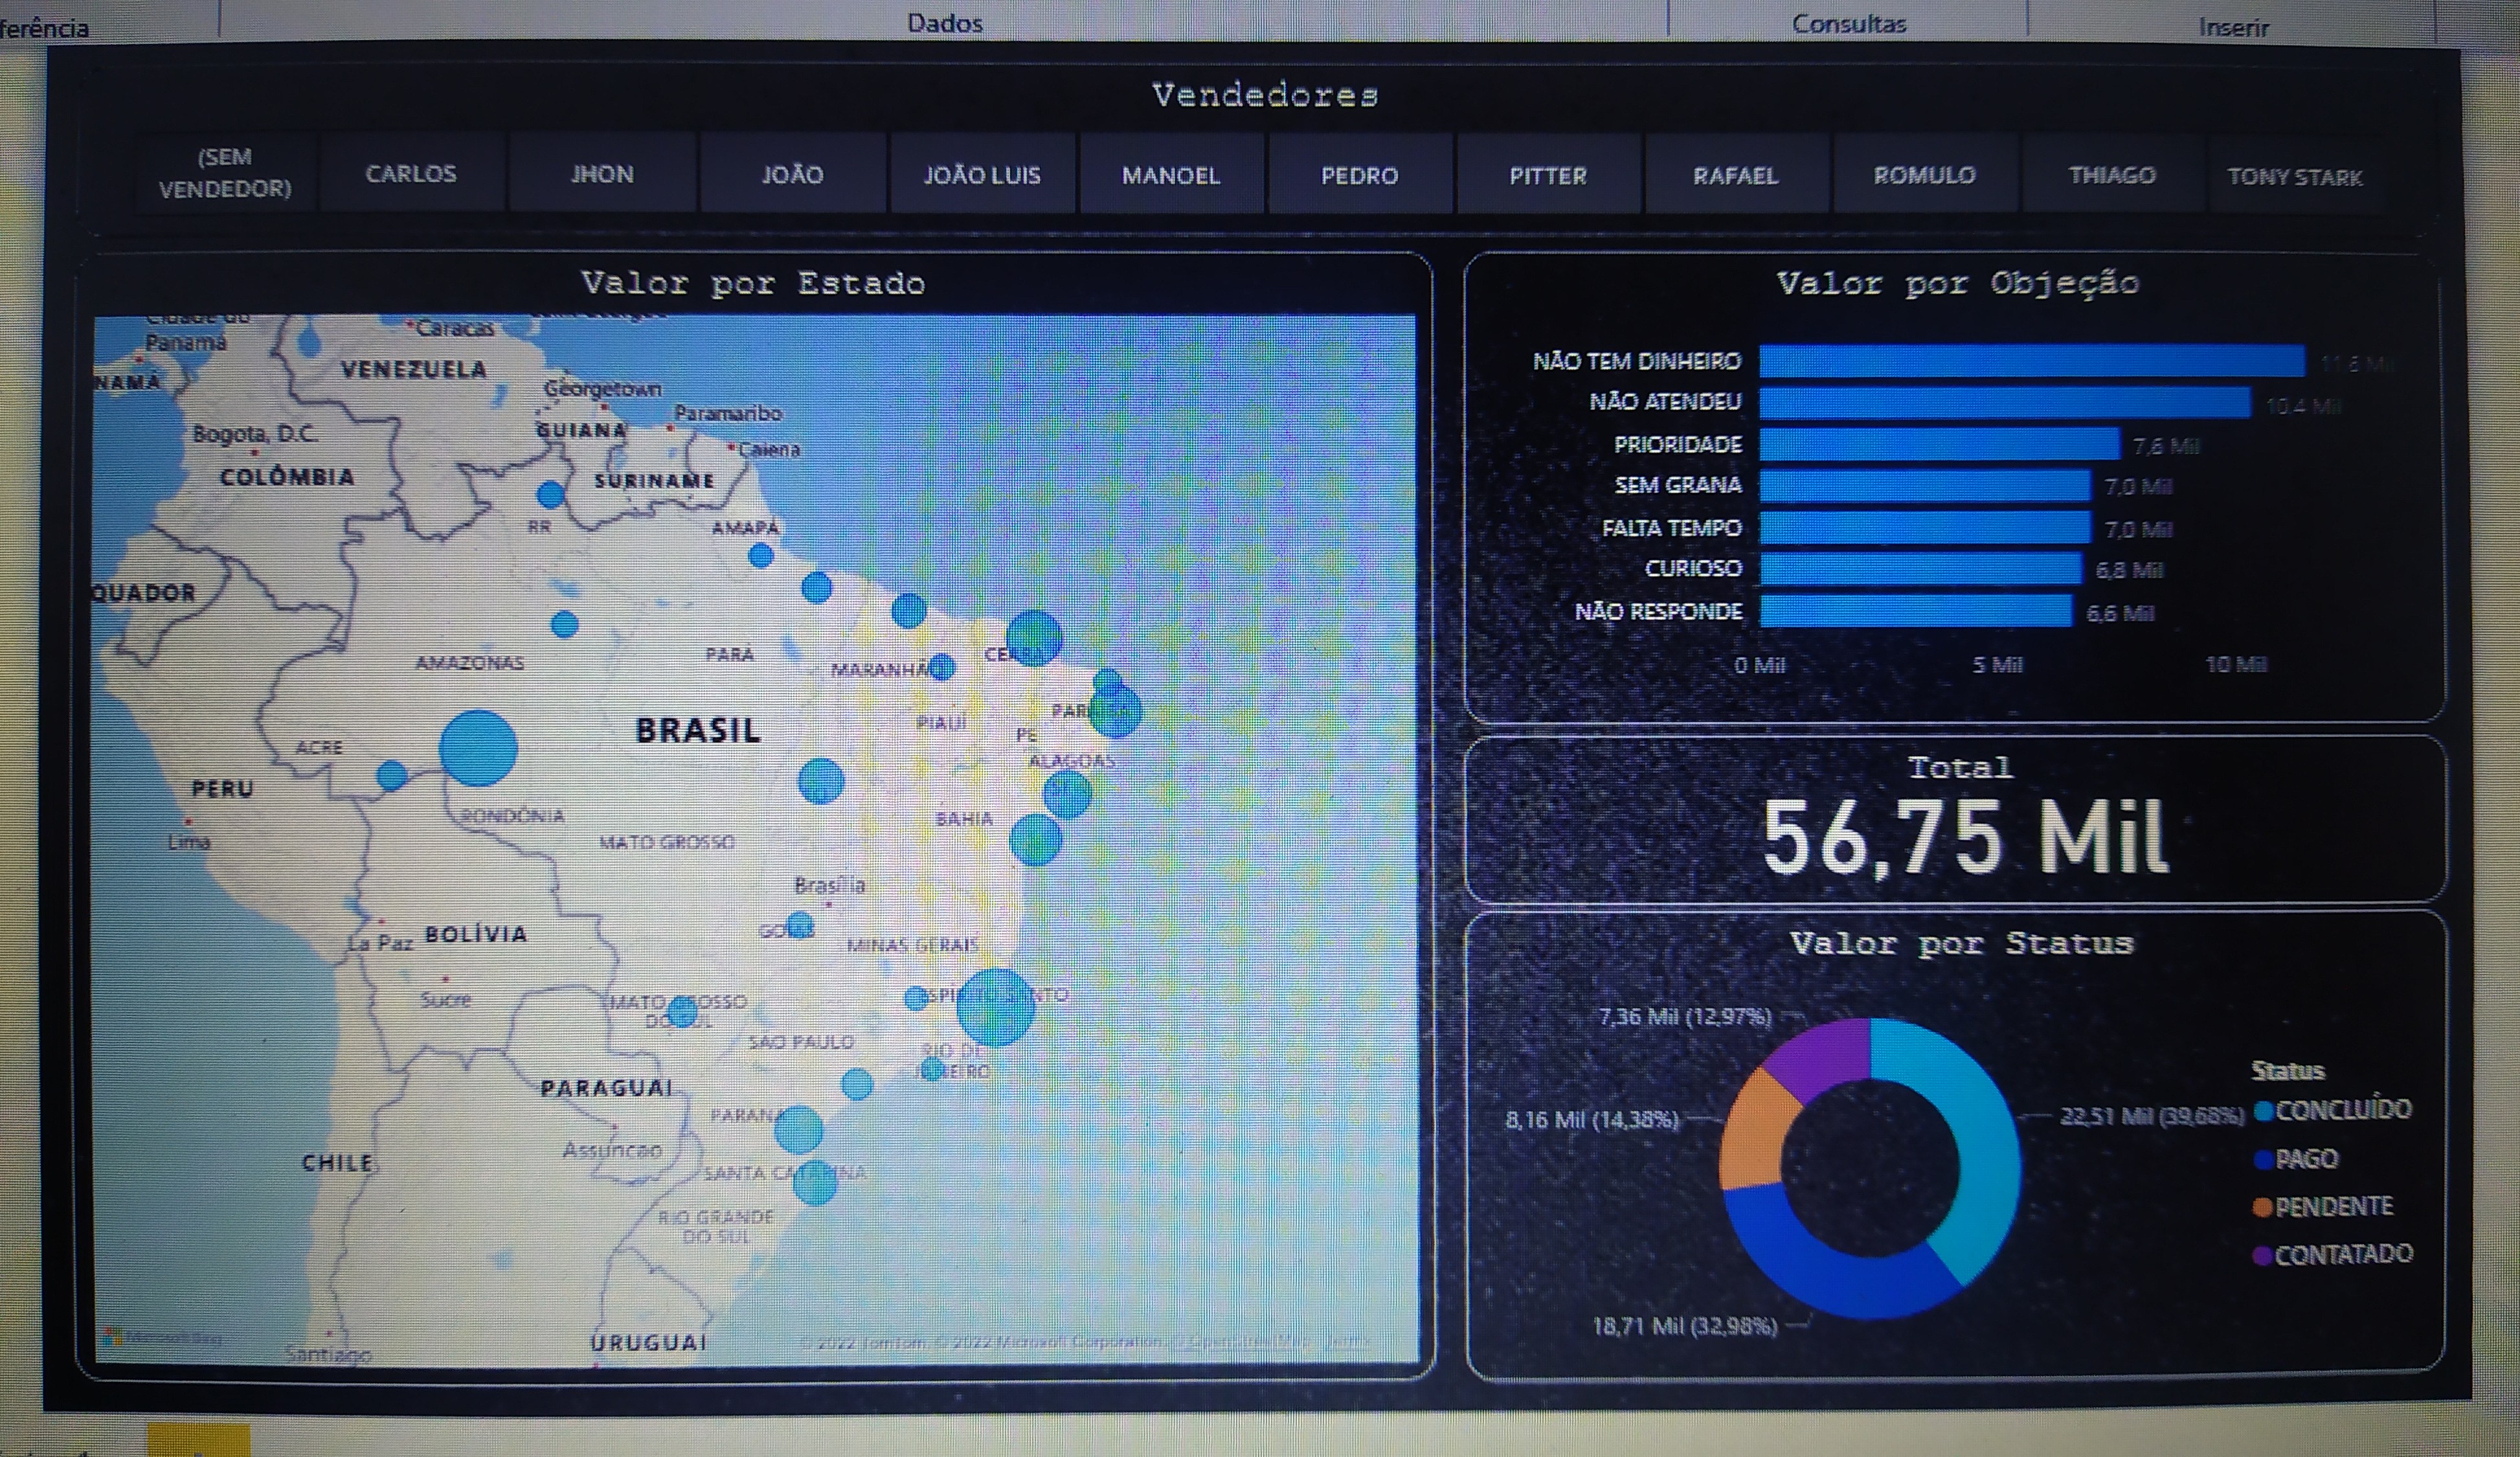 ferência
Dados
Consultas
Inserir
Vendedores
(SEM
VENDEDOR)
CARLOS
JHON
JOÃO
JOÃO LUIS
MANOEL
PEDRO
PITTER
RAFAEL
ROMULO
THIAGO
TONY STARK
Valor por Estado
Caracas
Panamá
NAMÁ
VENEZUELA
Georgetown
Paramaribo
GUIANA
Caiena
Bogota, D.C.
COLÔMBIA
SURINAME
RR
AMAPÁ
QUADOR
AMAZONAS
PARÁ
MARANHÃO
PIAUÍ
PE
ALAGOAS
BRASIL
ACRE
PERU
RONDÔNIA
MATO GROSSO
BAHIA
Lima
Brasília
La Paz
BOLÍVIA
MINAS GERAIS
Sucre
MATO GROSSO
DO SUL
ESPÍRITO SANTO
SÃO PAULO
RIO DE
JANEIRO
PARAGUAI
PARANÁ
Assuncao
CHILE
SANTA CATARINA
RIO GRANDE
DO SUL
URUGUAI
Santiago
© 2022 TomTom, © 2022 Microsoft Corporation, © OpenStreetMap
Valor por Objeção
NÃO TEM DINHEIRO
11,6 Mil
NÃO ATENDEU
10,4 Mil
PRIORIDADE
7,6 Mil
SEM GRANA
7,0 Mil
FALTA TEMPO
7,0 Mil
CURIOSO
6,8 Mil
NÃO RESPONDE
6,6 Mil
0 Mil
5 Mil
10 Mil
Total
56,75 Mil
Valor por Status
7,36 Mil (12,97%)
8,16 Mil (14,38%)
22,51 Mil (39,68%)
18,71 Mil (32,98%)
Status
CONCLUÍDO
PAGO
PENDENTE
CONTATADO